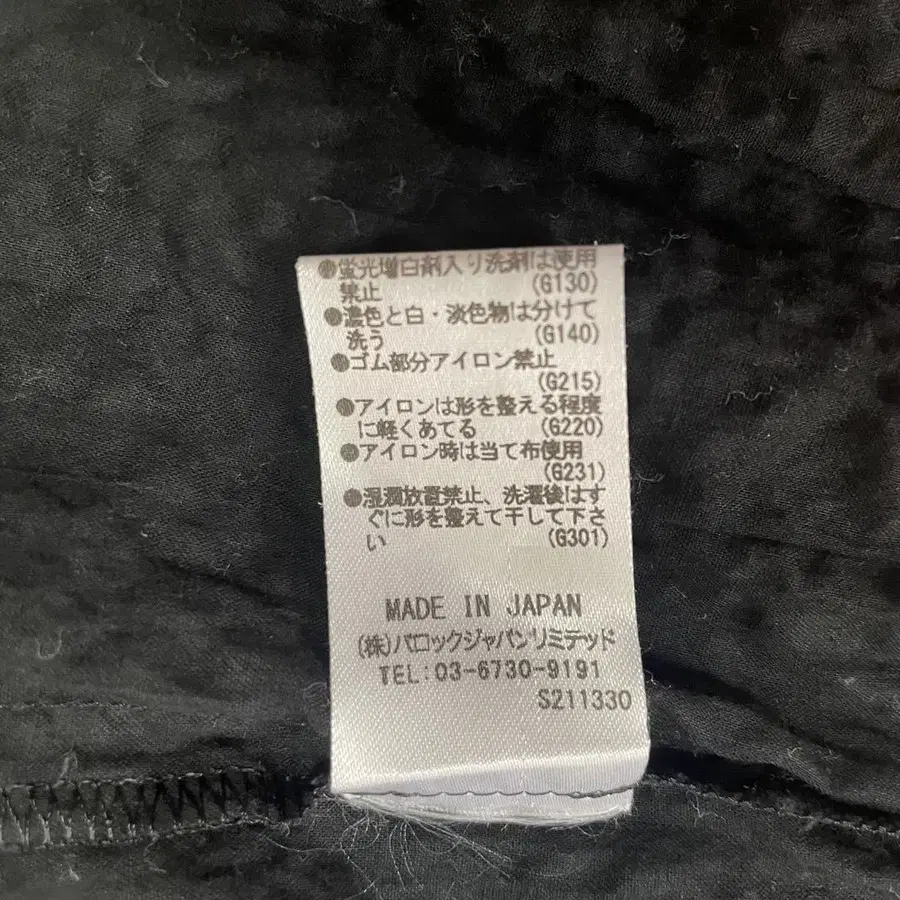 ●蛍光増白剤入り洗剤は使用
禁止 (G130)
●濃色と白・淡色物は分けて
洗う (G140)
●ゴム部分アイロン禁止
(G215)
●アイロンは形を整える程度
に軽くあてる (G220)
●アイロン時は当て布使用
(G231)
●湿潤放置禁止、洗濯後はす
ぐに形を整えて干して下さ
い (G301)
MADE IN JAPAN
(株)バロックジャパンリミテッド
TEL:03-6730-9191
S211330